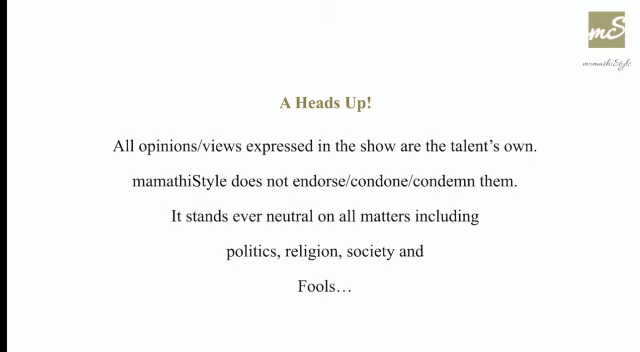 mS
mamathiStyle
A Heads Up!
All opinions/views expressed in the show are the talent's own.
mamathiStyle does not endorse/condone/condemn them.
It stands ever neutral on all matters including
politics, religion, society and
Fools…